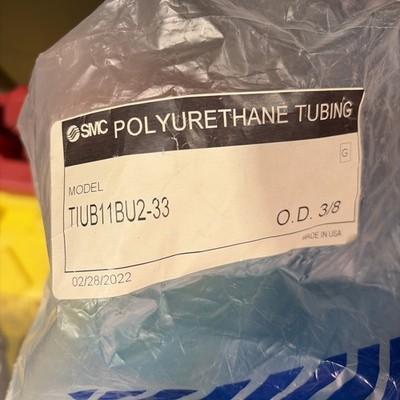 SMC POLYURETHANE TUBING
G
MODEL
TIUB11BU2-33
O.D. 3/8
MADE IN USA
02/28/2022